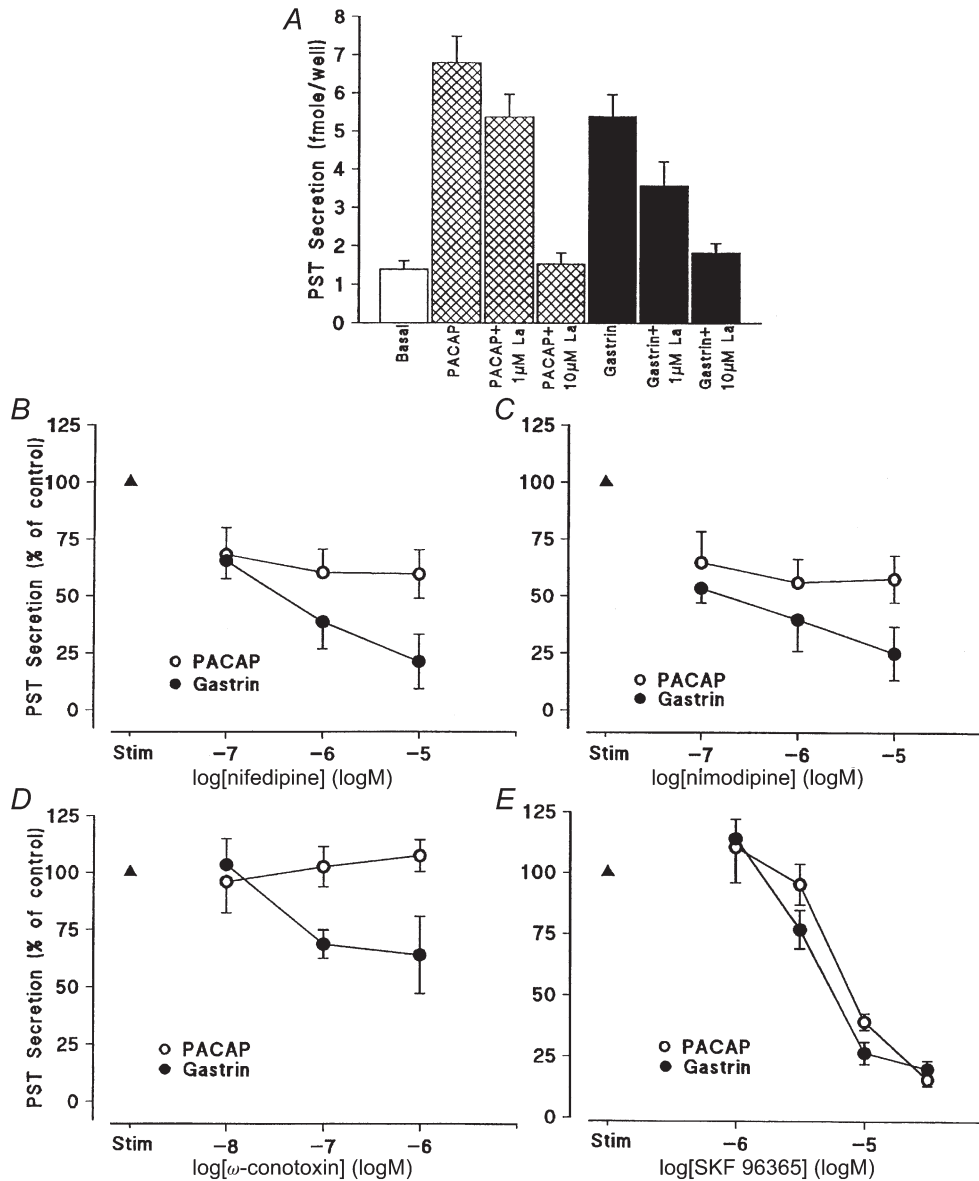 A
PST Secretion (fmole/well)
8
7
6
5
4
3
2
1
0
Basal
PACAP
PACAP+
1μM La
PACAP+
10μM La
Gastrin
Gastrin+
1μM La
Gastrin+
10μM La
B
PST Secretion (% of control)
125
100
75
50
25
0
PACAP
Gastrin
Stim
−7
−6
−5
log[nifedipine] (logM)
C
125
100
75
50
25
0
PACAP
Gastrin
Stim
−7
−6
−5
log[nimodipine] (logM)
D
PST Secretion (% of control)
125
100
75
50
25
0
PACAP
Gastrin
Stim
−8
−7
−6
log[ω-conotoxin] (logM)
E
125
100
75
50
25
0
PACAP
Gastrin
Stim
−6
−5
log[SKF 96365] (logM)